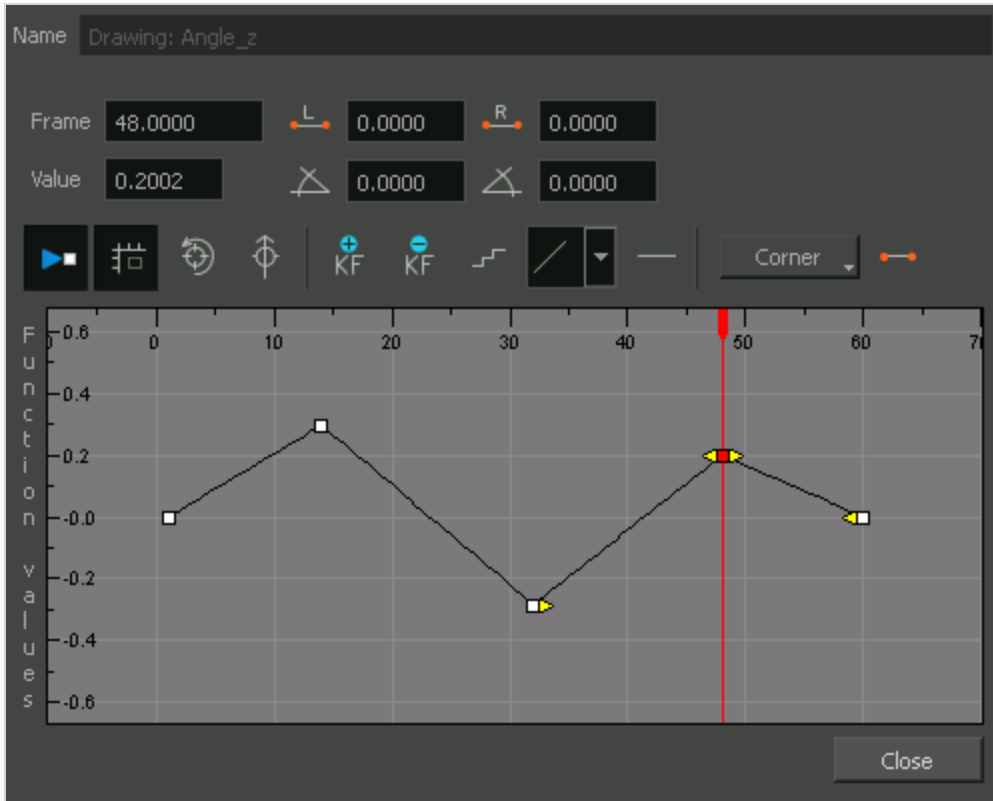 Name Drawing: Angle_z
Frame 48.0000 L 0.0000 R 0.0000
Value 0.2002 0.0000 0.0000
KF KF Corner
Function values
0.6
0 10 20 30 40 50 60
0.4
0.2
-0.0
-0.2
-0.4
-0.6
Close